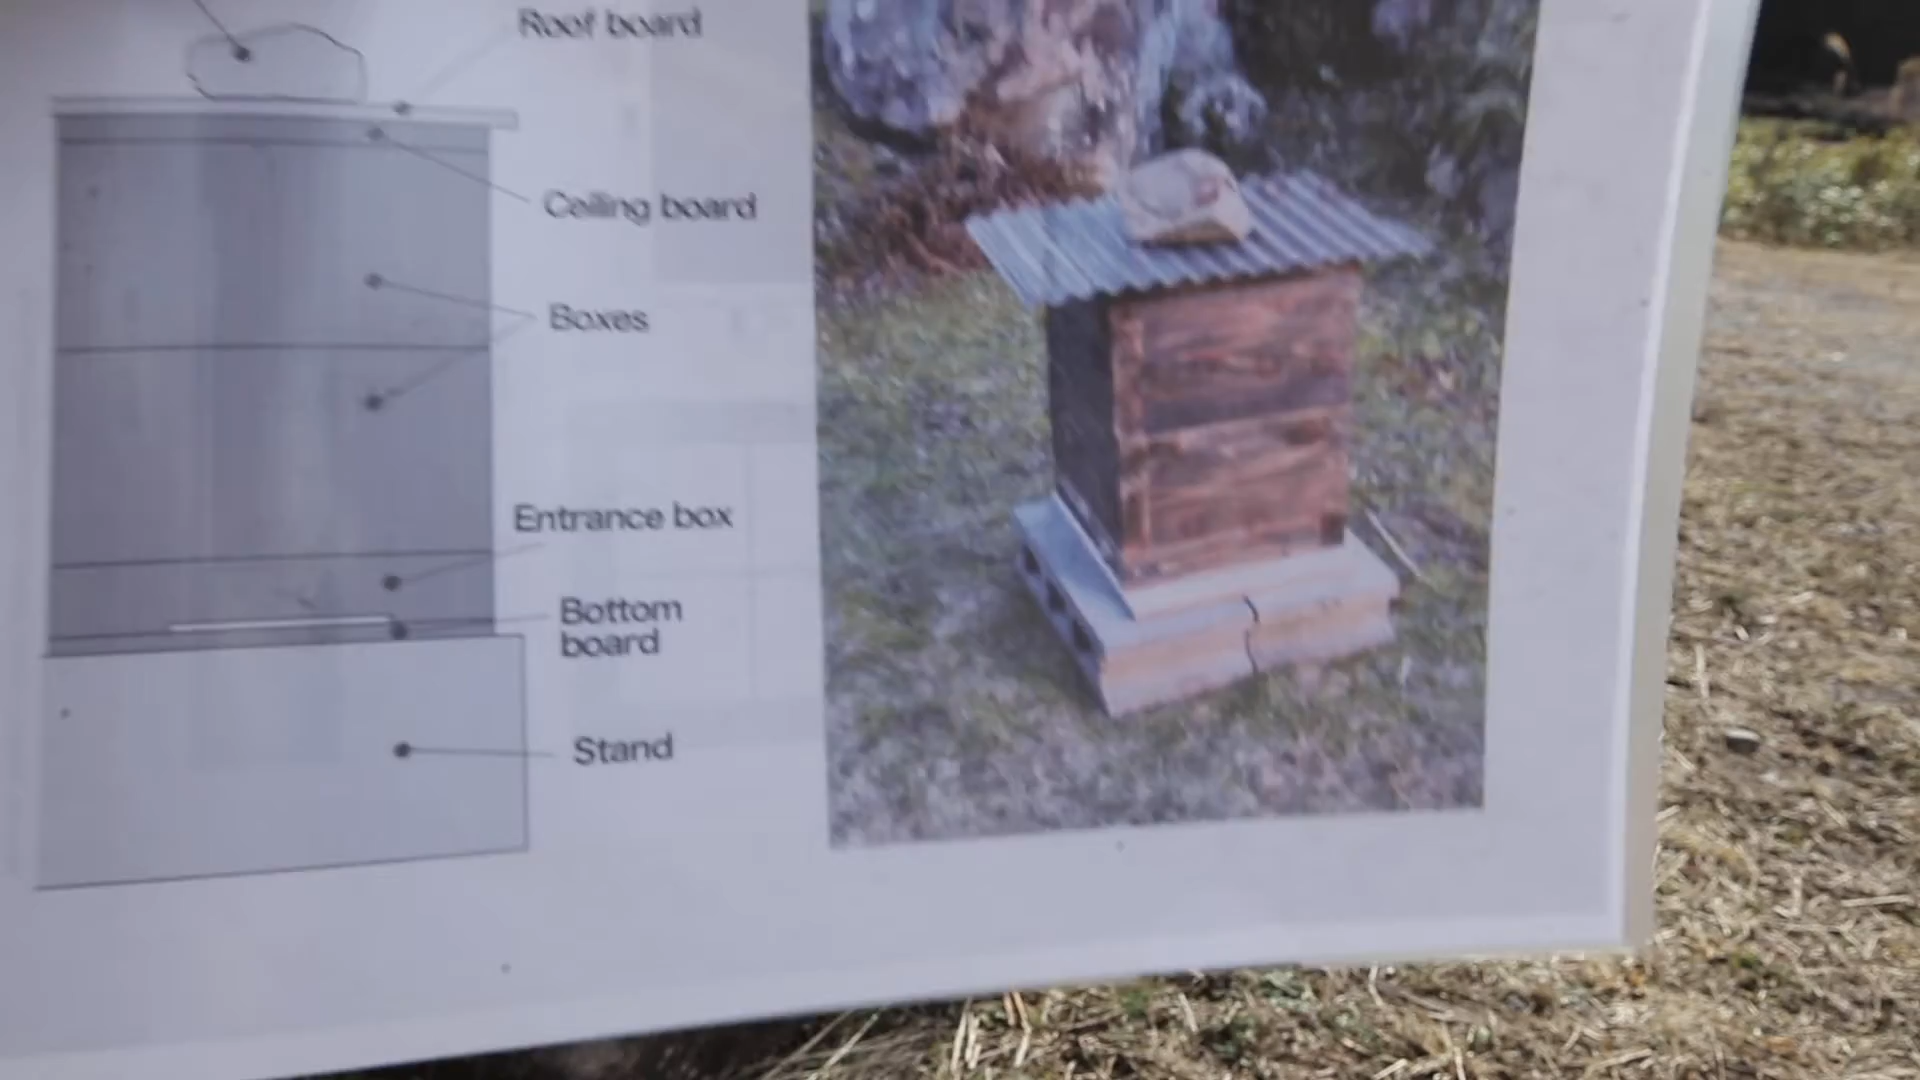 Roof board
Ceiling board
Boxes
Entrance box
Bottom
board
Stand